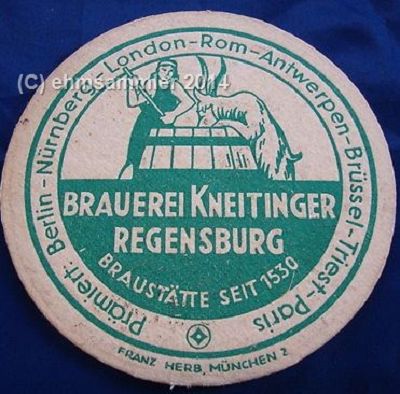 (C) ehmsammler 2014
Prämiert: Berlin-Nürnberg-London-Rom-Antwerpen-Brüssel-Triest-Paris
BRAUEREI KNEITINGER
REGENSBURG
BRAUSTÄTTE SEIT 1530
FRANZ HERB, MÜNCHEN 2